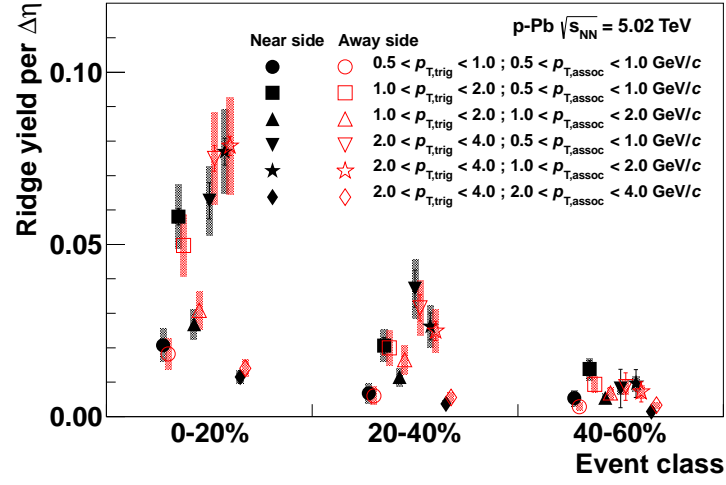 p-Pb √sNN = 5.02 TeV
Near side Away side
0.5 < pT,trig < 1.0 ; 0.5 < pT,assoc < 1.0 GeV/c
1.0 < pT,trig < 2.0 ; 0.5 < pT,assoc < 1.0 GeV/c
1.0 < pT,trig < 2.0 ; 1.0 < pT,assoc < 2.0 GeV/c
2.0 < pT,trig < 4.0 ; 0.5 < pT,assoc < 1.0 GeV/c
2.0 < pT,trig < 4.0 ; 1.0 < pT,assoc < 2.0 GeV/c
2.0 < pT,trig < 4.0 ; 2.0 < pT,assoc < 4.0 GeV/c
Ridge yield per Δη
0.10
0.05
0.00
0-20% 20-40% 40-60%
Event class